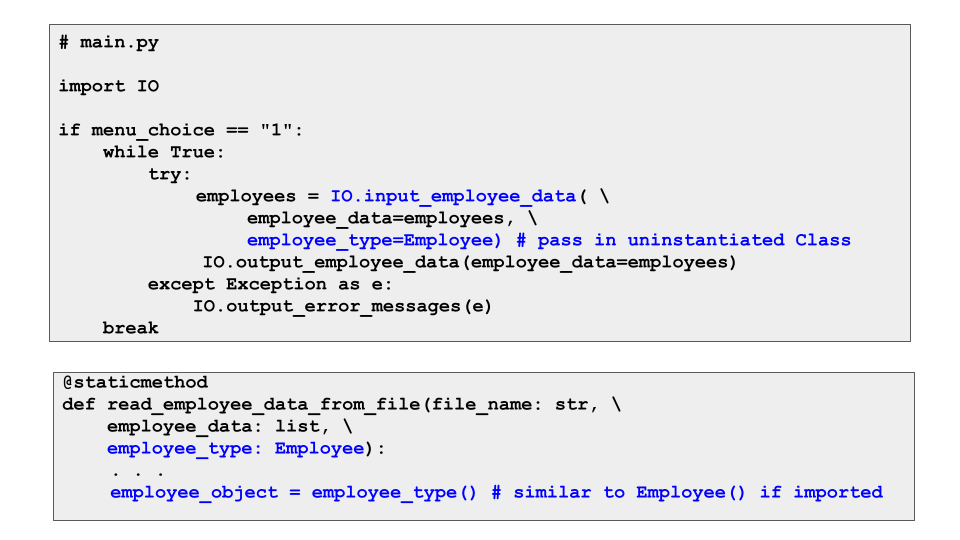 # main.py
import IO
if menu_choice == "1":
    while True:
        try:
            employees = IO.input_employee_data( \
                employee_data=employees, \
                employee_type=Employee) # pass in uninstantiated Class
            IO.output_employee_data(employee_data=employees)
        except Exception as e:
            IO.output_error_messages(e)
    break
@staticmethod
def read_employee_data_from_file(file_name: str, \
    employee_data: list, \
    employee_type: Employee):
    . . .
    employee_object = employee_type() # similar to Employee() if imported